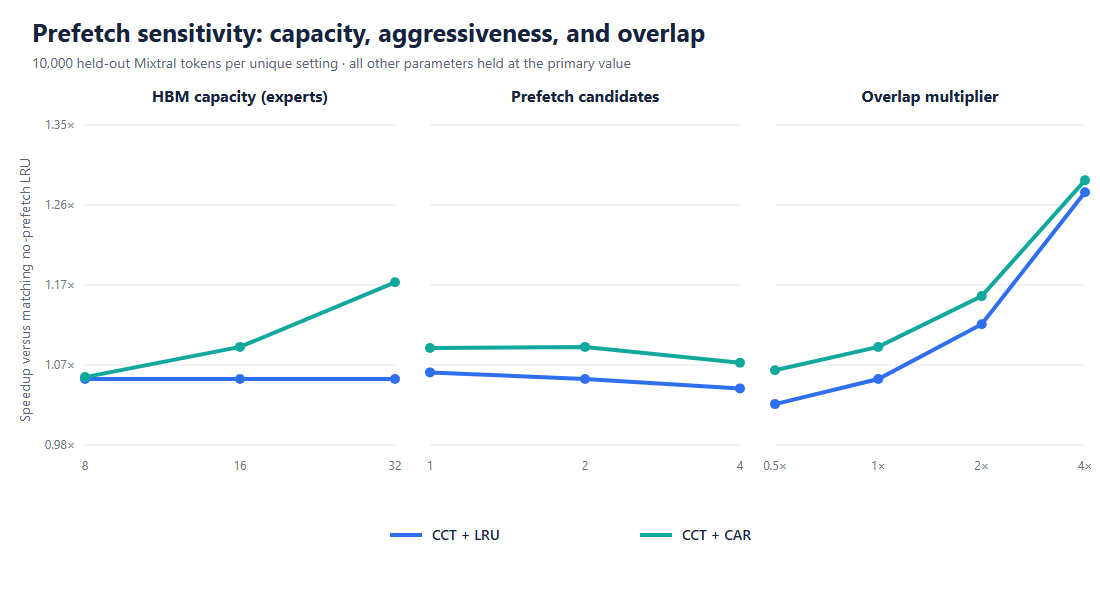 Prefetch sensitivity: capacity, aggressiveness, and overlap
10,000 held-out Mixtral tokens per unique setting · all other parameters held at the primary value
HBM capacity (experts)
Prefetch candidates
Overlap multiplier
Speedup versus matching no-prefetch LRU
1.35×
1.26×
1.17×
1.07×
0.98×
8 16 32
1 2 4
0.5× 1× 2× 4×
CCT + LRU
CCT + CAR